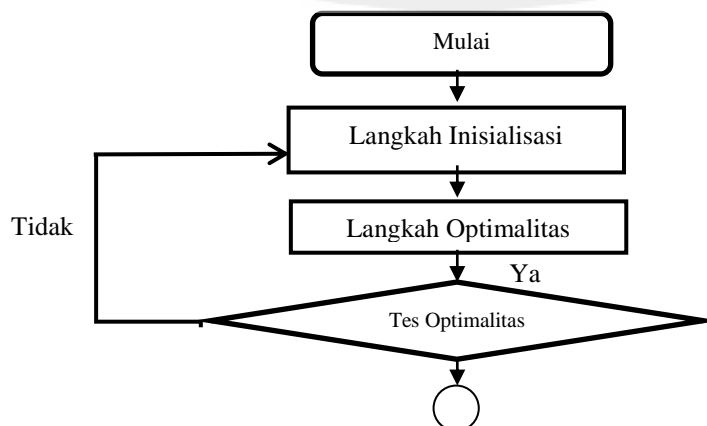 Mulai
Langkah Inisialisasi
Tidak
Langkah Optimalitas
Ya
Tes Optimalitas